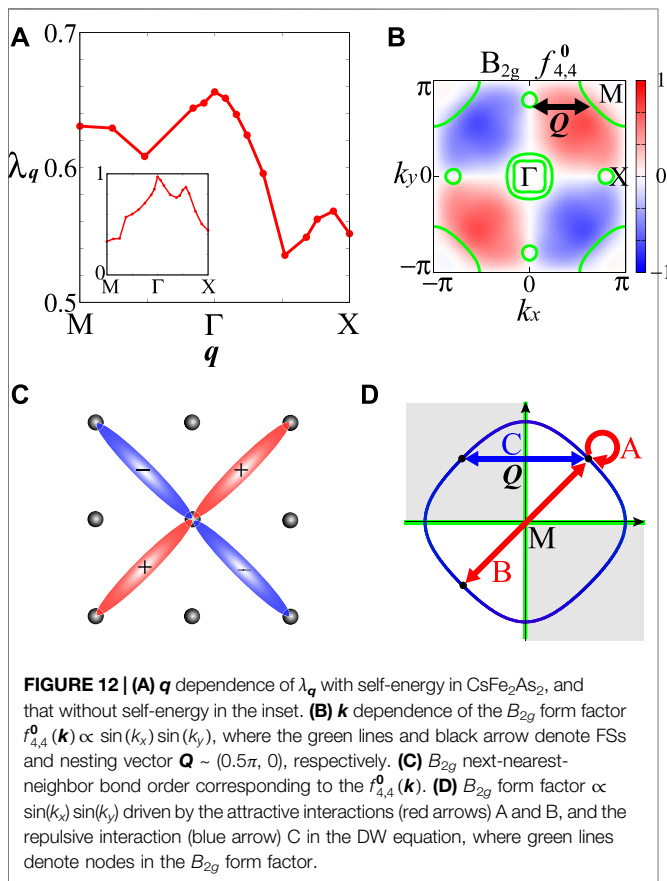 A
0.7
0.6
0.5
λq
M Γ X
q
1
0
M Γ X
B
B2g f^0_4,4
π
ky 0
−π
−π 0 π
kx
M
Q
Γ
X
1
0
−1
C
−
+
+
−
D
C
Q
A
M
B
FIGURE 12 | (A) q dependence of λq with self-energy in CsFe2As2, and
that without self-energy in the inset. (B) k dependence of the B2g form factor
f^0_4,4(k) ∝ sin(kx) sin(ky), where the green lines and black arrow denote FSs
and nesting vector Q ~ (0.5π, 0), respectively. (C) B2g next-nearest-
neighbor bond order corresponding to the f^0_4,4(k). (D) B2g form factor ∝
sin(kx) sin(ky) driven by the attractive interactions (red arrows) A and B, and the
repulsive interaction (blue arrow) C in the DW equation, where green lines
denote nodes in the B2g form factor.